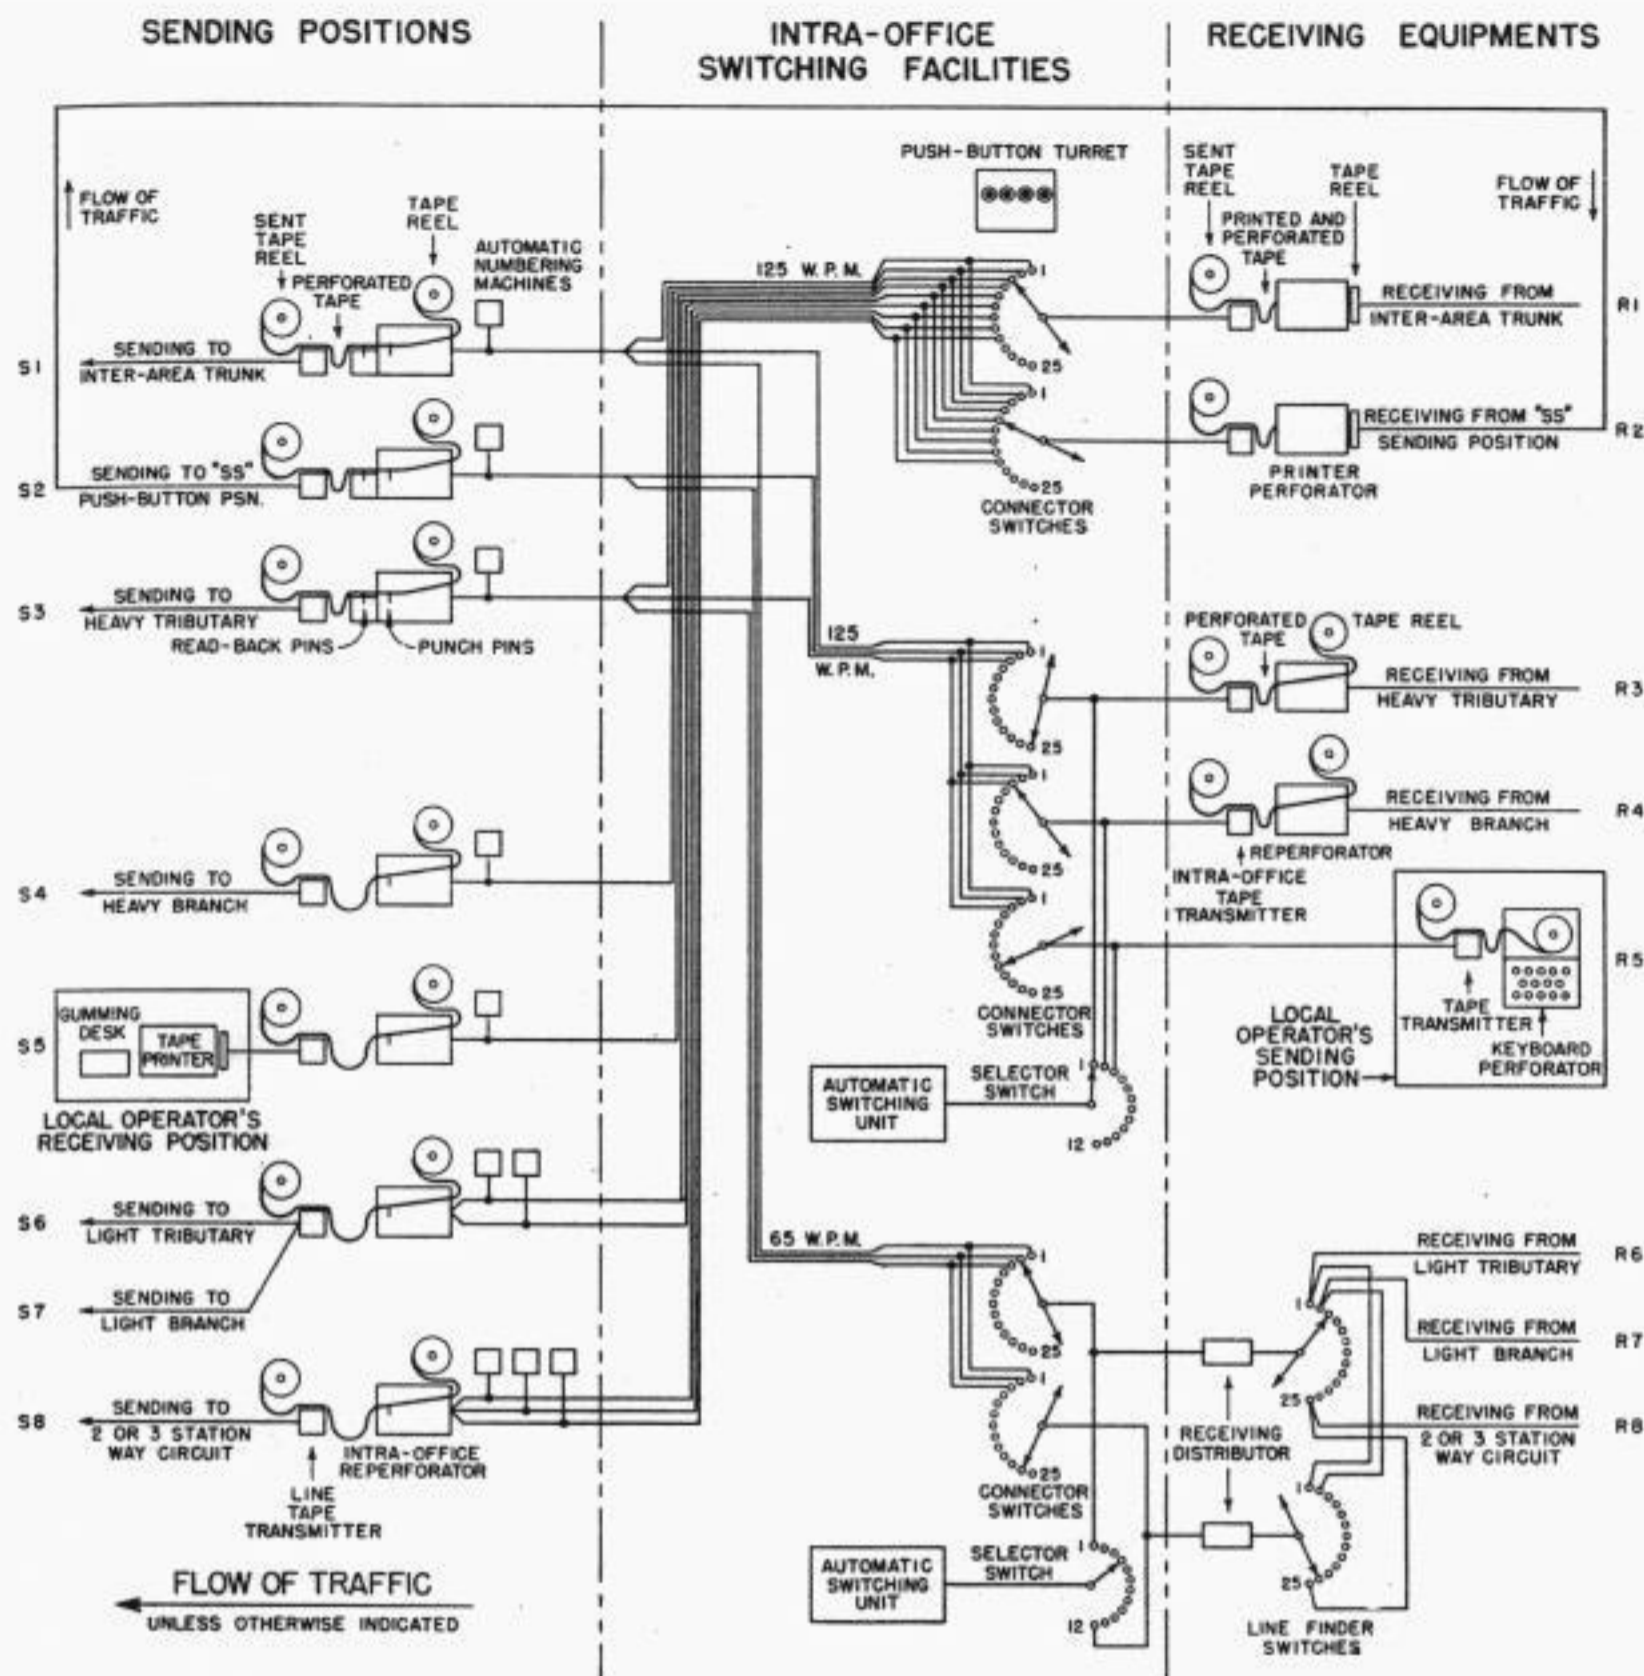 SENDING POSITIONS
INTRA-OFFICE
SWITCHING FACILITIES
RECEIVING EQUIPMENTS
FLOW OF
TRAFFIC
SENT
TAPE
REEL
PERFORATED
TAPE
TAPE
REEL
AUTOMATIC
NUMBERING
MACHINES
S1
SENDING TO
INTER-AREA TRUNK
S2
SENDING TO "SS"
PUSH-BUTTON PSN.
S3
SENDING TO
HEAVY TRIBUTARY
READ-BACK PINS
PUNCH PINS
S4
SENDING TO
HEAVY BRANCH
S5
GUMMING
DESK
TAPE
PRINTER
LOCAL OPERATOR'S
RECEIVING POSITION
S6
SENDING TO
LIGHT TRIBUTARY
S7
SENDING TO
LIGHT BRANCH
S8
SENDING TO
2 OR 3 STATION
WAY CIRCUIT
INTRA-OFFICE
REPERFORATOR
LINE
TAPE
TRANSMITTER
FLOW OF TRAFFIC
UNLESS OTHERWISE INDICATED
PUSH-BUTTON TURRET
125 W.P.M.
1
25
1
25
CONNECTOR
SWITCHES
125
W.P.M.
1
25
1
25
1
25
CONNECTOR
SWITCHES
AUTOMATIC
SWITCHING
UNIT
SELECTOR
SWITCH
1
12
65 W.P.M.
1
25
1
25
CONNECTOR
SWITCHES
AUTOMATIC
SWITCHING
UNIT
SELECTOR
SWITCH
1
12
SENT
TAPE
REEL
PRINTED AND
PERFORATED
TAPE
TAPE
REEL
FLOW OF
TRAFFIC
RECEIVING FROM
INTER-AREA TRUNK
R1
RECEIVING FROM "SS"
SENDING POSITION
R2
PRINTER
PERFORATOR
PERFORATED
TAPE
TAPE REEL
RECEIVING FROM
HEAVY TRIBUTARY
R3
RECEIVING FROM
HEAVY BRANCH
R4
REPERFORATOR
INTRA-OFFICE
TAPE
TRANSMITTER
R5
TAPE
TRANSMITTER
KEYBOARD
PERFORATOR
LOCAL
OPERATOR'S
SENDING
POSITION
RECEIVING FROM
LIGHT TRIBUTARY
R6
RECEIVING FROM
LIGHT BRANCH
R7
RECEIVING FROM
2 OR 3 STATION
WAY CIRCUIT
R8
1
25
RECEIVING
DISTRIBUTOR
1
25
LINE FINDER
SWITCHES